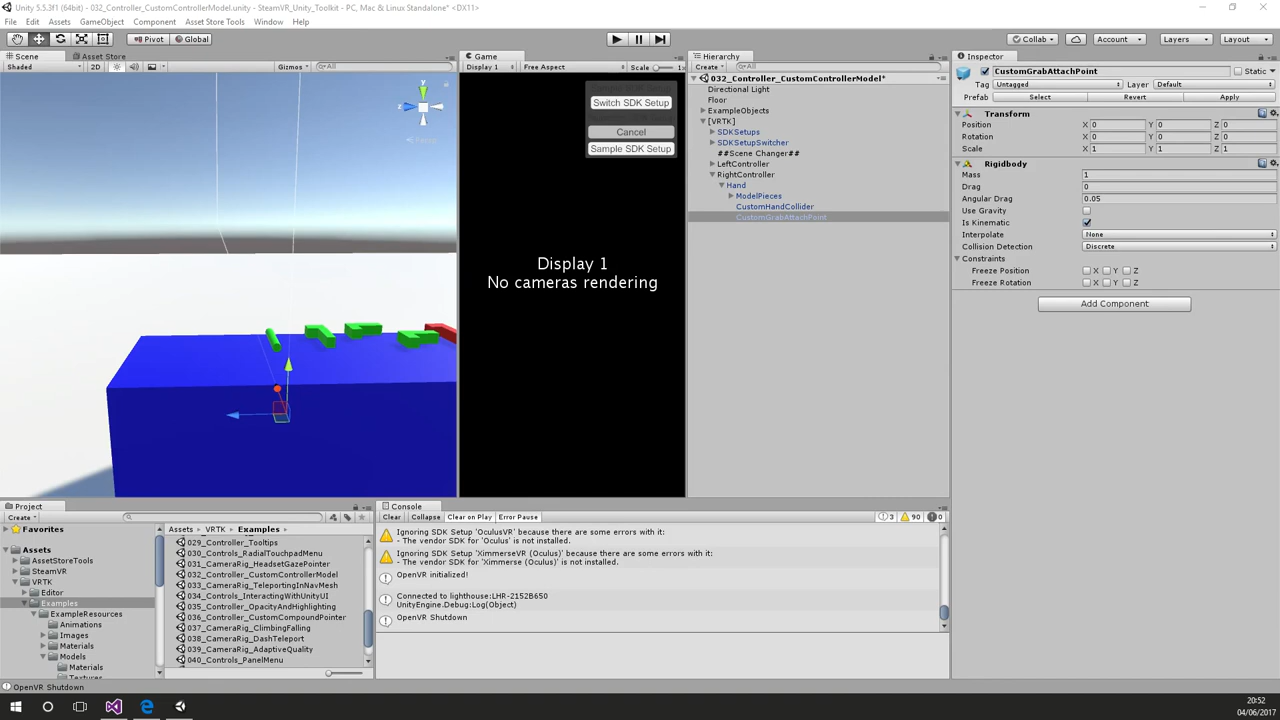 Unity 5.5.3f1 (64bit) - 032_Controller_CustomControllerModel.unity - SteamVR_Unity_Toolkit - PC, Mac & Linux Standalone* <DX11>
File Edit Assets GameObject Component Asset Store Tools Window Help
Pivot Global Collab Account Layers Layout
Scene Asset Store
Shaded 2D Gizmos All
Game
Display 1 Free Aspect Scale 1x
Switch SDK Setup
Cancel
Sample SDK Setup
Display 1
No cameras rendering
y
z
Persp
Hierarchy
Create All
032_Controller_CustomControllerModel*
Directional Light
Floor
ExampleObjects
[VRTK]
SDKSetups
SDKSetupSwitcher
##Scene Changer##
LeftController
RightController
Hand
ModelPieces
CustomHandCollider
CustomGrabAttachPoint
Inspector
CustomGrabAttachPoint Static
Tag Untagged Layer Default
Prefab Select Revert Apply
Transform
Position X 0 Y 0 Z 0
Rotation X 0 Y 0 Z 0
Scale X 1 Y 1 Z 1
Rigidbody
Mass 1
Drag 0
Angular Drag 0.05
Use Gravity
Is Kinematic
Interpolate None
Collision Detection Discrete
Constraints
Freeze Position X Y Z
Freeze Rotation X Y Z
Add Component
Project
Create
Favorites
Assets
AssetStoreTools
SteamVR
VRTK
Editor
Examples
ExampleResources
Animations
Images
Materials
Models
Materials
Textures
Assets VRTK Examples
029_Controller_Tooltips
030_Controls_RadialTouchpadMenu
031_CameraRig_HeadsetGazePointer
032_Controller_CustomControllerModel
033_CameraRig_TeleportingInNavMesh
034_Controls_InteractingWithUnityUI
035_Controller_OpacityAndHighlighting
036_Controller_CustomCompoundPointer
037_CameraRig_ClimbingFalling
038_CameraRig_DashTeleport
039_CameraRig_AdaptiveQuality
040_Controls_PanelMenu
Console
Clear Collapse Clear on Play Error Pause 3 90 0
Ignoring SDK Setup 'OculusVR' because there are some errors with it:
- The vendor SDK for 'Oculus' is not installed.
Ignoring SDK Setup 'XimmerseVR (Oculus)' because there are some errors with it:
- The vendor SDK for 'Ximmerse (Oculus)' is not installed.
OpenVR initialized!
Connected to lighthouse:LHR-2152B650
UnityEngine.Debug:Log(Object)
OpenVR Shutdown
OpenVR Shutdown
20:52
04/06/2017